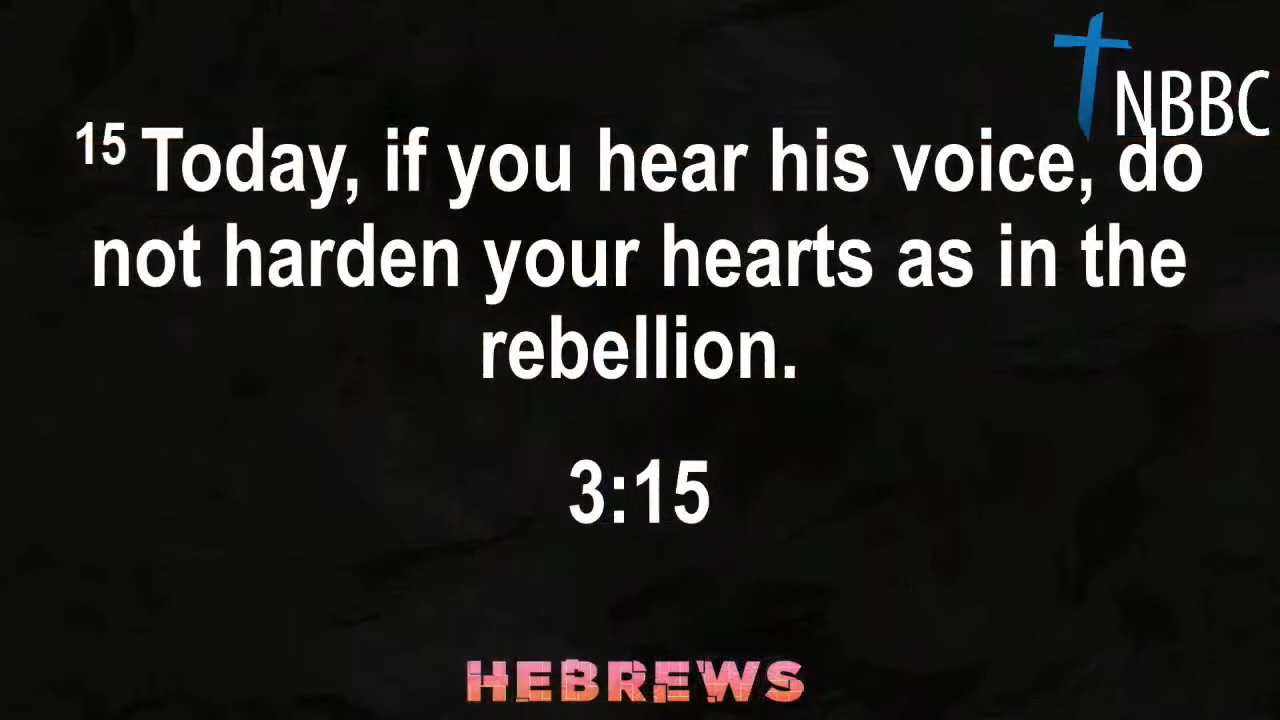 NBBC
15 Today, if you hear his voice, do
not harden your hearts as in the
rebellion.
3:15
HEBREWS